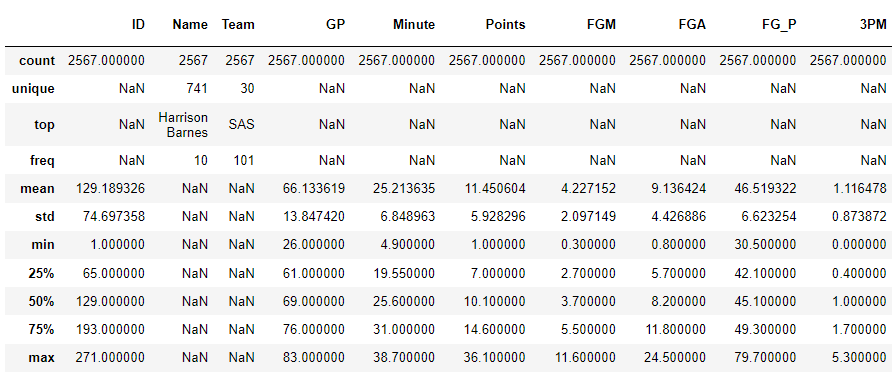 ID Name Team GP Minute Points FGM FGA FG_P 3PM
count 2567.000000 2567 2567 2567.000000 2567.000000 2567.000000 2567.000000 2567.000000 2567.000000 2567.000000
unique NaN 741 30 NaN NaN NaN NaN NaN NaN NaN
top NaN Harrison Barnes SAS NaN NaN NaN NaN NaN NaN NaN
freq NaN 10 101 NaN NaN NaN NaN NaN NaN NaN
mean 129.189326 NaN NaN 66.133619 25.213635 11.450604 4.227152 9.136424 46.519322 1.116478
std 74.697358 NaN NaN 13.847420 6.848963 5.928296 2.097149 4.426886 6.623254 0.873872
min 1.000000 NaN NaN 26.000000 4.900000 1.000000 0.300000 0.800000 30.500000 0.000000
25% 65.000000 NaN NaN 61.000000 19.550000 7.000000 2.700000 5.700000 42.100000 0.400000
50% 129.000000 NaN NaN 69.000000 25.600000 10.100000 3.700000 8.200000 45.100000 1.000000
75% 193.000000 NaN NaN 76.000000 31.000000 14.600000 5.500000 11.800000 49.300000 1.700000
max 271.000000 NaN NaN 83.000000 38.700000 36.100000 11.600000 24.500000 79.700000 5.300000